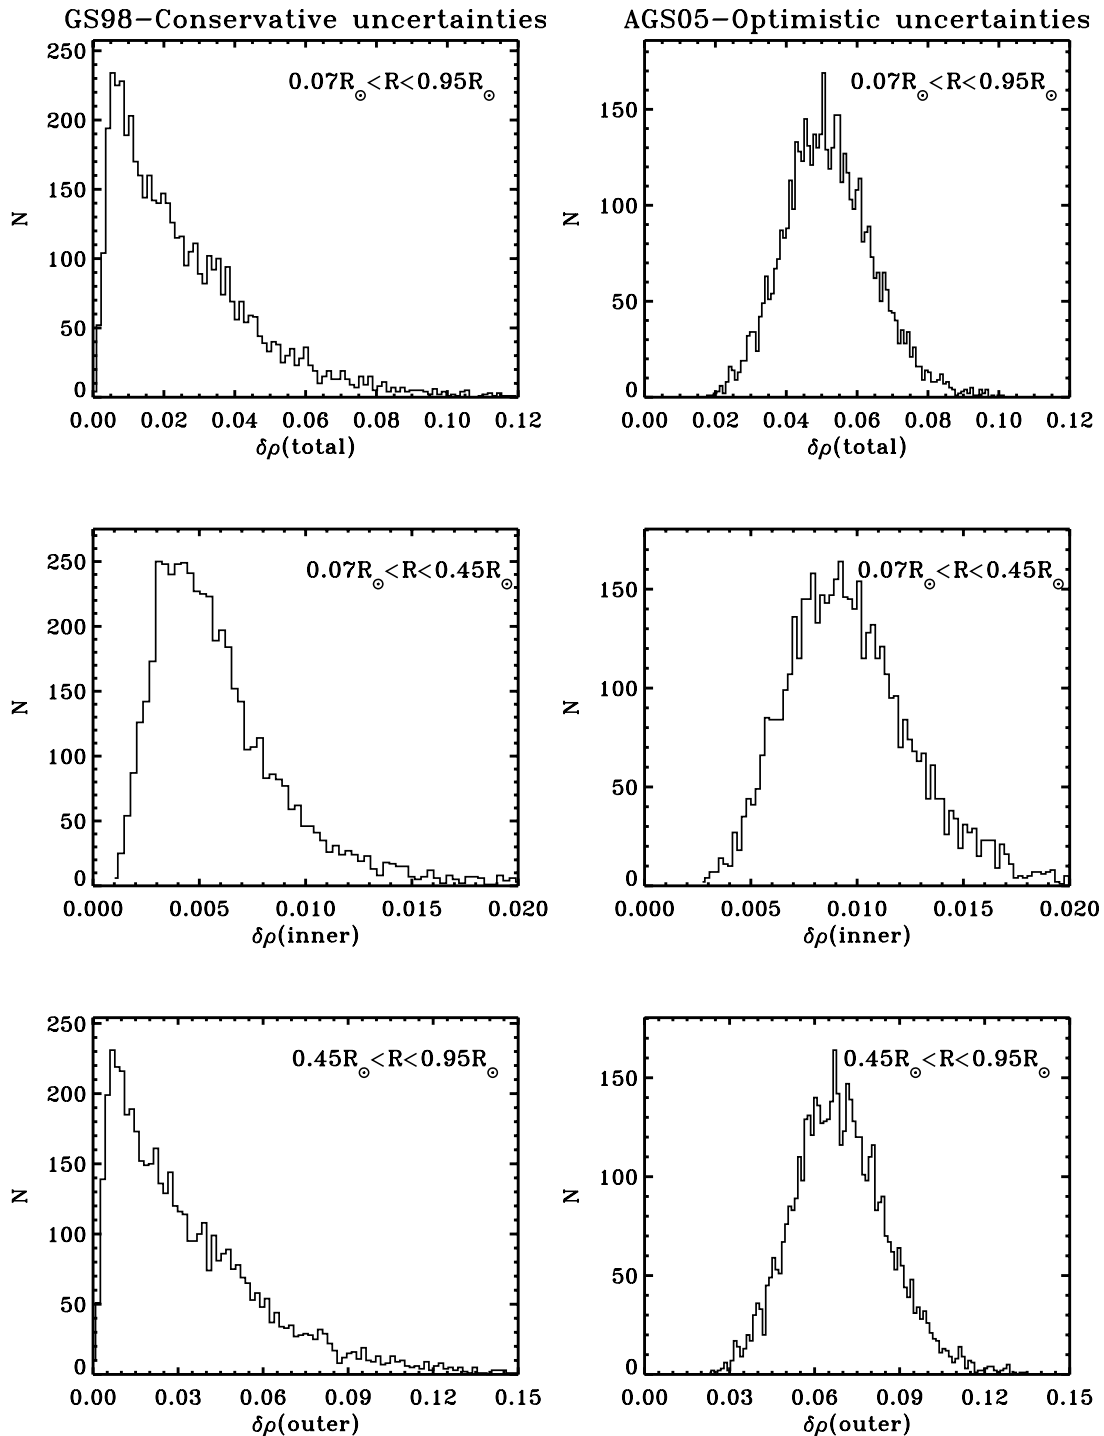 GS98−Conservative uncertainties
AGS05−Optimistic uncertainties
250
200
150
100
50
0
N
0.07R⊙<R<0.95R⊙
0.00 0.02 0.04 0.06 0.08 0.10 0.12
δρ(total)
150
100
50
0
N
0.07R⊙<R<0.95R⊙
0.00 0.02 0.04 0.06 0.08 0.10 0.12
δρ(total)
250
200
150
100
50
0
N
0.07R⊙<R<0.45R⊙
0.000 0.005 0.010 0.015 0.020
δρ(inner)
150
100
50
0
N
0.07R⊙<R<0.45R⊙
0.000 0.005 0.010 0.015 0.020
δρ(inner)
250
200
150
100
50
0
N
0.45R⊙<R<0.95R⊙
0.00 0.03 0.06 0.09 0.12 0.15
δρ(outer)
150
100
50
0
N
0.45R⊙<R<0.95R⊙
0.00 0.03 0.06 0.09 0.12 0.15
δρ(outer)